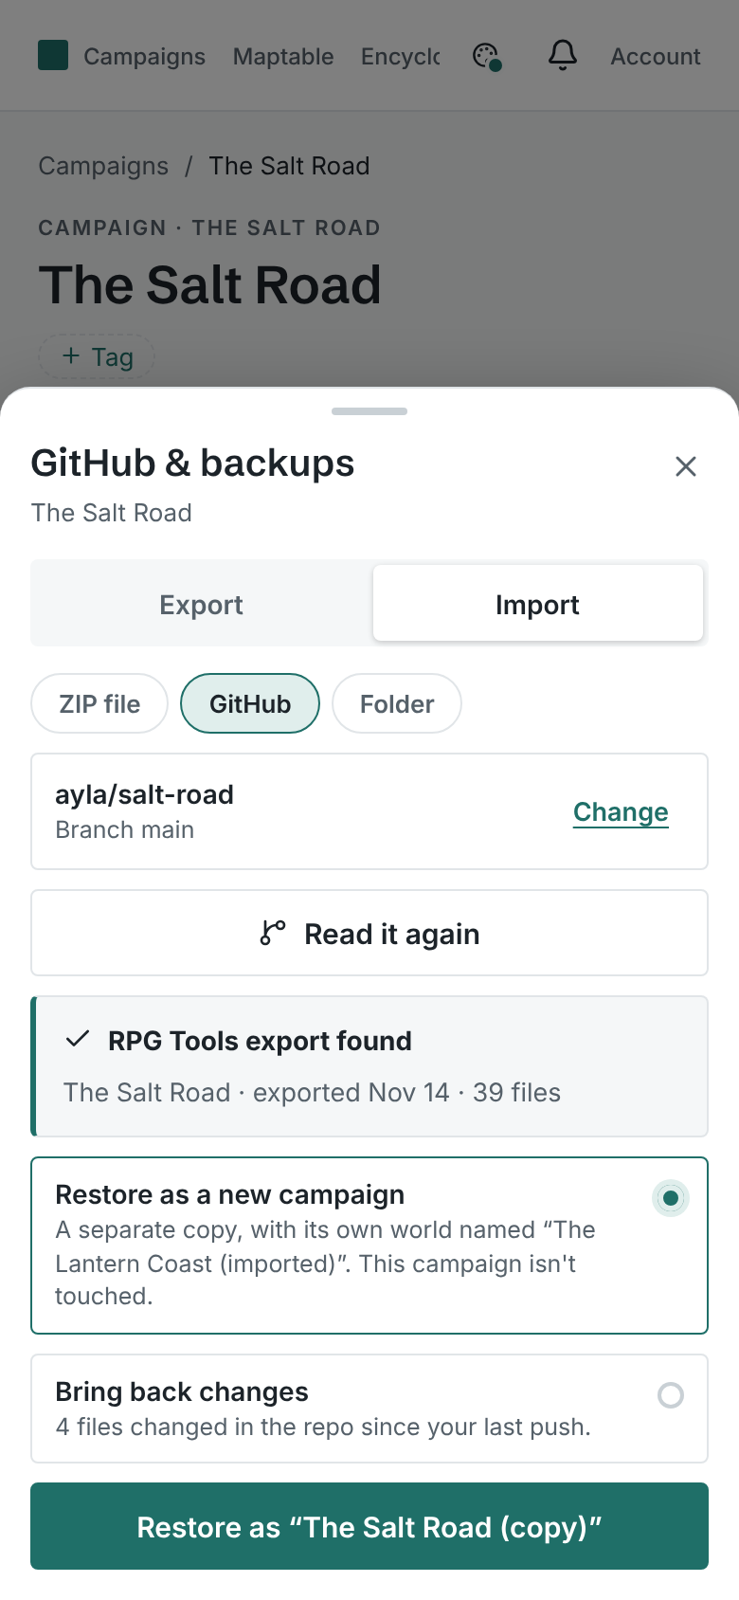 Campaigns Maptable Encyclc Account
Campaigns / The Salt Road
CAMPAIGN · THE SALT ROAD
The Salt Road
+ Tag
GitHub & backups
The Salt Road
Export Import
ZIP file GitHub Folder
ayla/salt-road
Branch main
Change
Read it again
RPG Tools export found
The Salt Road · exported Nov 14 · 39 files
Restore as a new campaign
A separate copy, with its own world named “The
Lantern Coast (imported)”. This campaign isn't
touched.
Bring back changes
4 files changed in the repo since your last push.
Restore as “The Salt Road (copy)”